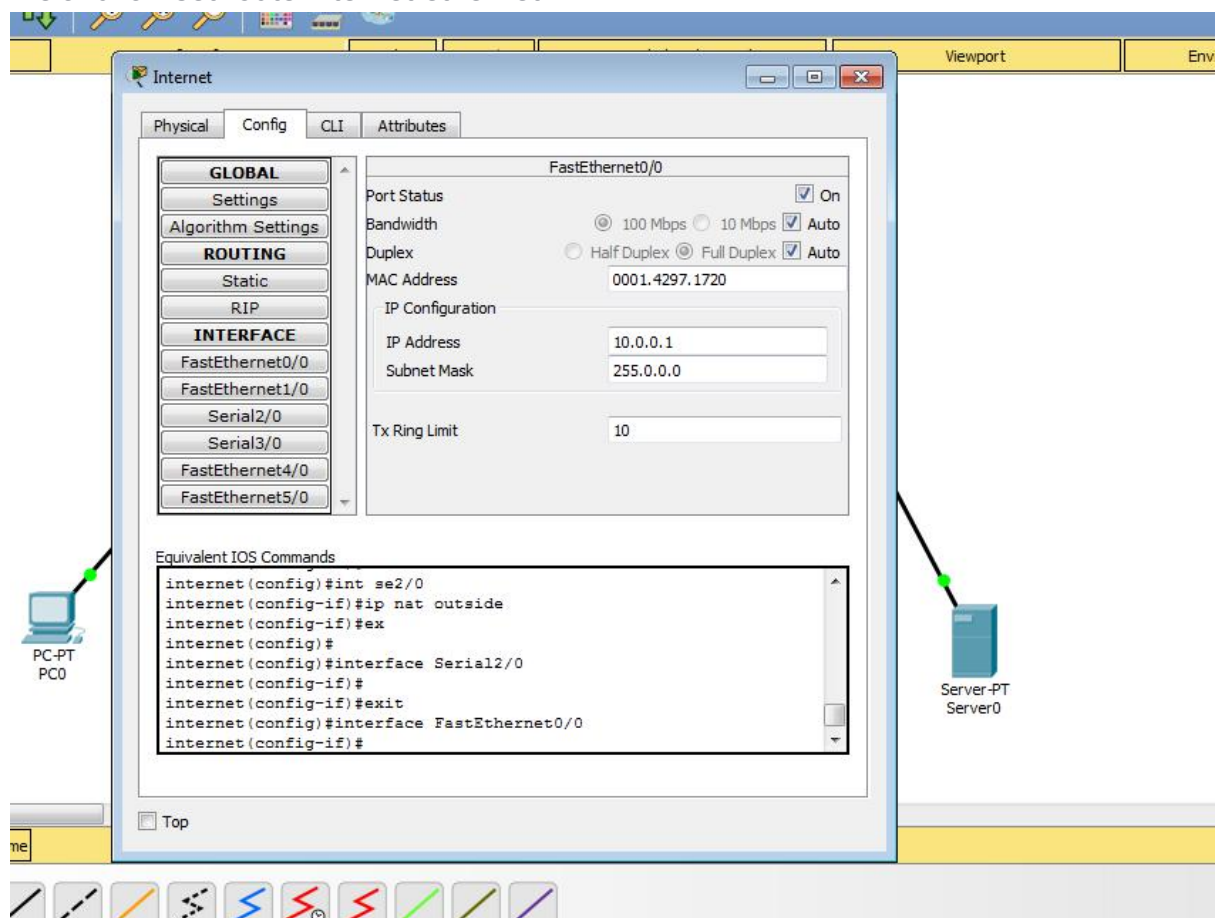 Viewport
Env
Internet
Physical Config CLI Attributes
GLOBAL
Settings
Algorithm Settings
ROUTING
Static
RIP
INTERFACE
FastEthernet0/0
FastEthernet1/0
Serial2/0
Serial3/0
FastEthernet4/0
FastEthernet5/0
FastEthernet0/0
Port Status On
Bandwidth 100 Mbps 10 Mbps Auto
Duplex Half Duplex Full Duplex Auto
MAC Address 0001.4297.1720
IP Configuration
IP Address 10.0.0.1
Subnet Mask 255.0.0.0
Tx Ring Limit 10
Equivalent IOS Commands
internet(config)#int se2/0
internet(config-if)#ip nat outside
internet(config-if)#ex
internet(config)#
internet(config)#interface Serial2/0
internet(config-if)#
internet(config-if)#exit
internet(config)#interface FastEthernet0/0
internet(config-if)#
Top
PC-PT
PC0
Server-PT
Server0
me